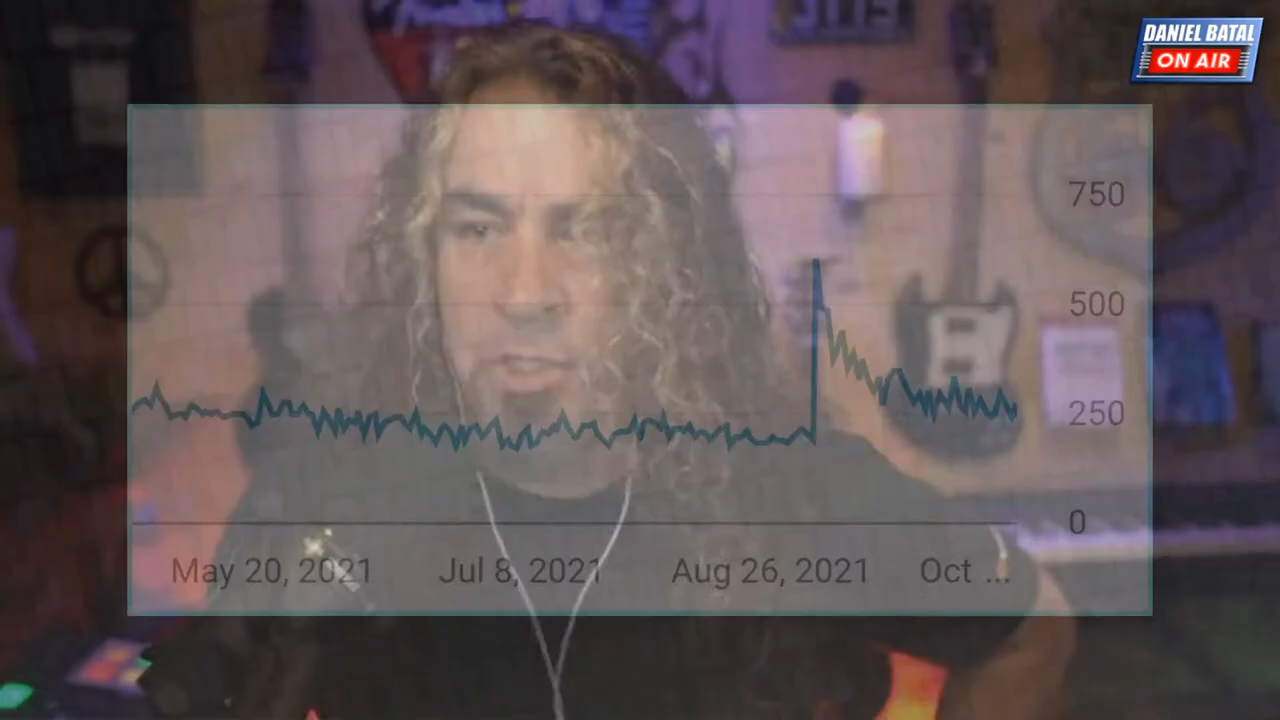 DANIEL BATAL
ON AIR
750
500
250
0
May 20, 2021
Jul 8, 2021
Aug 26, 2021
Oct ...